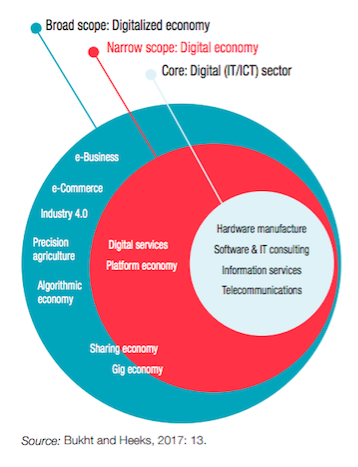 Broad scope: Digitalized economy
Narrow scope: Digital economy
Core: Digital (IT/ICT) sector
e-Business
e-Commerce
Industry 4.0
Precision
agriculture
Algorithmic
economy
Digital services
Platform economy
Sharing economy
Gig economy
Hardware manufacture
Software & IT consulting
Information services
Telecommunications
Source: Bukht and Heeks, 2017: 13.